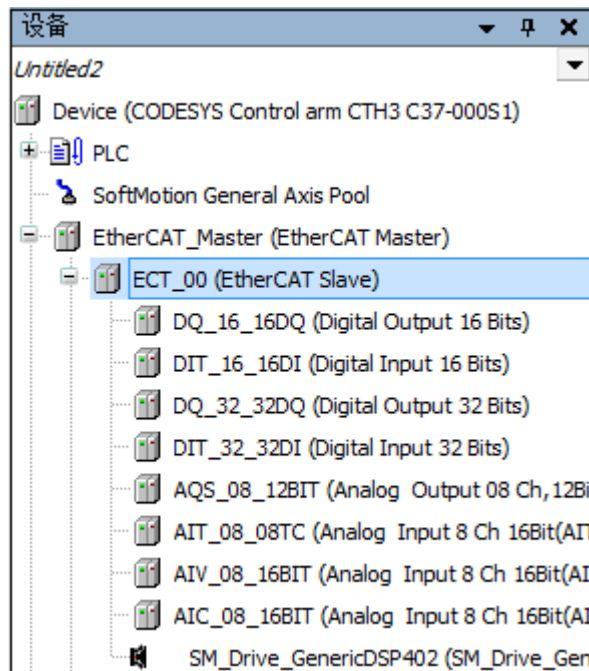 设备
Untitled2
Device (CODESYS Control arm CTH3 C37-000S1)
PLC
SoftMotion General Axis Pool
EtherCAT_Master (EtherCAT Master)
ECT_00 (EtherCAT Slave)
DQ_16_16DQ (Digital Output 16 Bits)
DIT_16_16DI (Digital Input 16 Bits)
DQ_32_32DQ (Digital Output 32 Bits)
DIT_32_32DI (Digital Input 32 Bits)
AQS_08_12BIT (Analog Output 08 Ch,12Bi
AIT_08_08TC (Analog Input 8 Ch 16Bit(AIT
AIV_08_16BIT (Analog Input 8 Ch 16Bit(AI
AIC_08_16BIT (Analog Input 8 Ch 16Bit(AI
SM_Drive_GenericDSP402 (SM_Drive_Gen